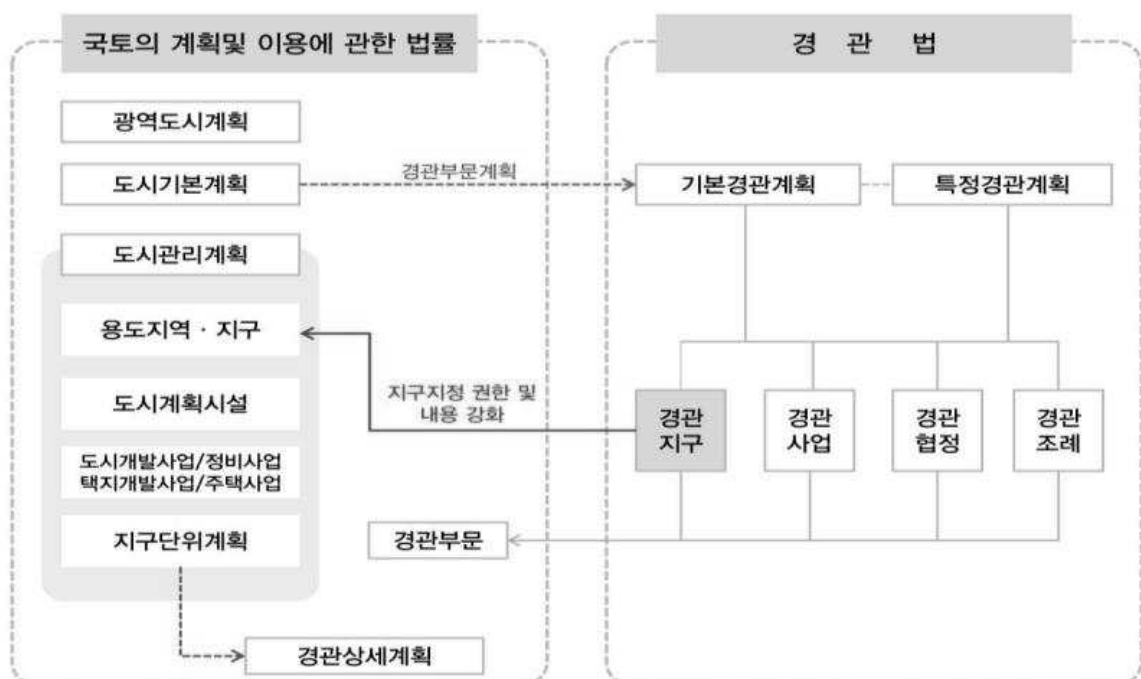 국토의 계획및 이용에 관한 법률
경 관 법
광역도시계획
도시기본계획
경관부문계획
기본경관계획
특정경관계획
도시관리계획
용도지역 · 지구
도시계획시설
도시개발사업/정비사업
택지개발사업/주택사업
지구단위계획
지구지정 권한 및
내용 강화
경관
지구
경관
사업
경관
협정
경관
조례
경관부문
경관상세계획